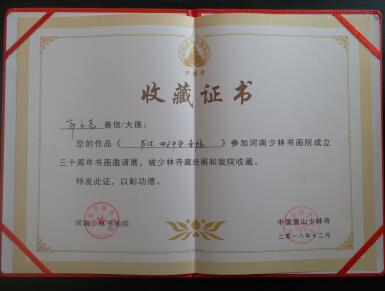 少林寺
收藏证书
善信/大德:
您的作品《书法 》参加河南少林书画院成立
三十周年书画邀请展,被少林寺藏经阁和我院收藏。
特发此证,以彰功德。
河南少林书画院
中国嵩山少林寺
二零一八年十二月